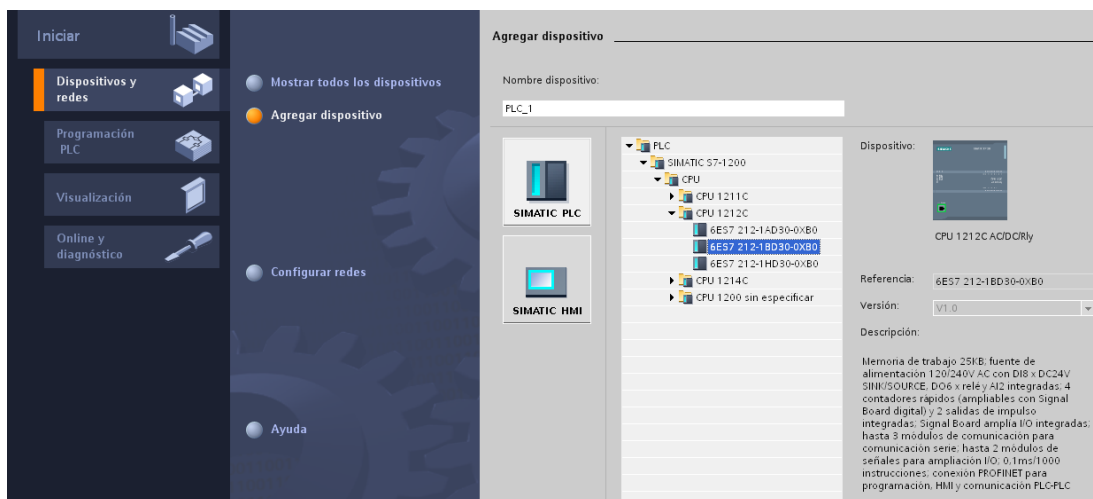 Iniciar
Dispositivos y
redes
Programación
PLC
Visualización
Online y
diagnóstico
Mostrar todos los dispositivos
Agregar dispositivo
Configurar redes
Ayuda
Agregar dispositivo
Nombre dispositivo:
PLC_1
SIMATIC PLC
SIMATIC HMI
PLC
SIMATIC S7-1200
CPU
CPU 1211C
CPU 1212C
6ES7 212-1AD30-0XB0
6ES7 212-1BD30-0XB0
6ES7 212-1HD30-0XB0
CPU 1214C
CPU 1200 sin especificar
Dispositivo:
CPU 1212C AC/DC/Rly
Referencia:
6ES7 212-1BD30-0XB0
Versión:
V1.0
Descripción:
Memoria de trabajo 25KB; fuente de
alimentación 120/240V AC con DI8 x DC24V
SINK/SOURCE, DO6 x relé y AI2 integradas; 4
contadores rápidos (ampliables con Signal
Board digital) y 2 salidas de impulso
integradas; Signal Board amplía I/O integradas;
hasta 3 módulos de comunicación para
comunicación serie; hasta 2 módulos de
señales para ampliación I/O; 0,1ms/1000
instrucciones; conexión PROFINET para
programación, HMI y comunicación PLC-PLC